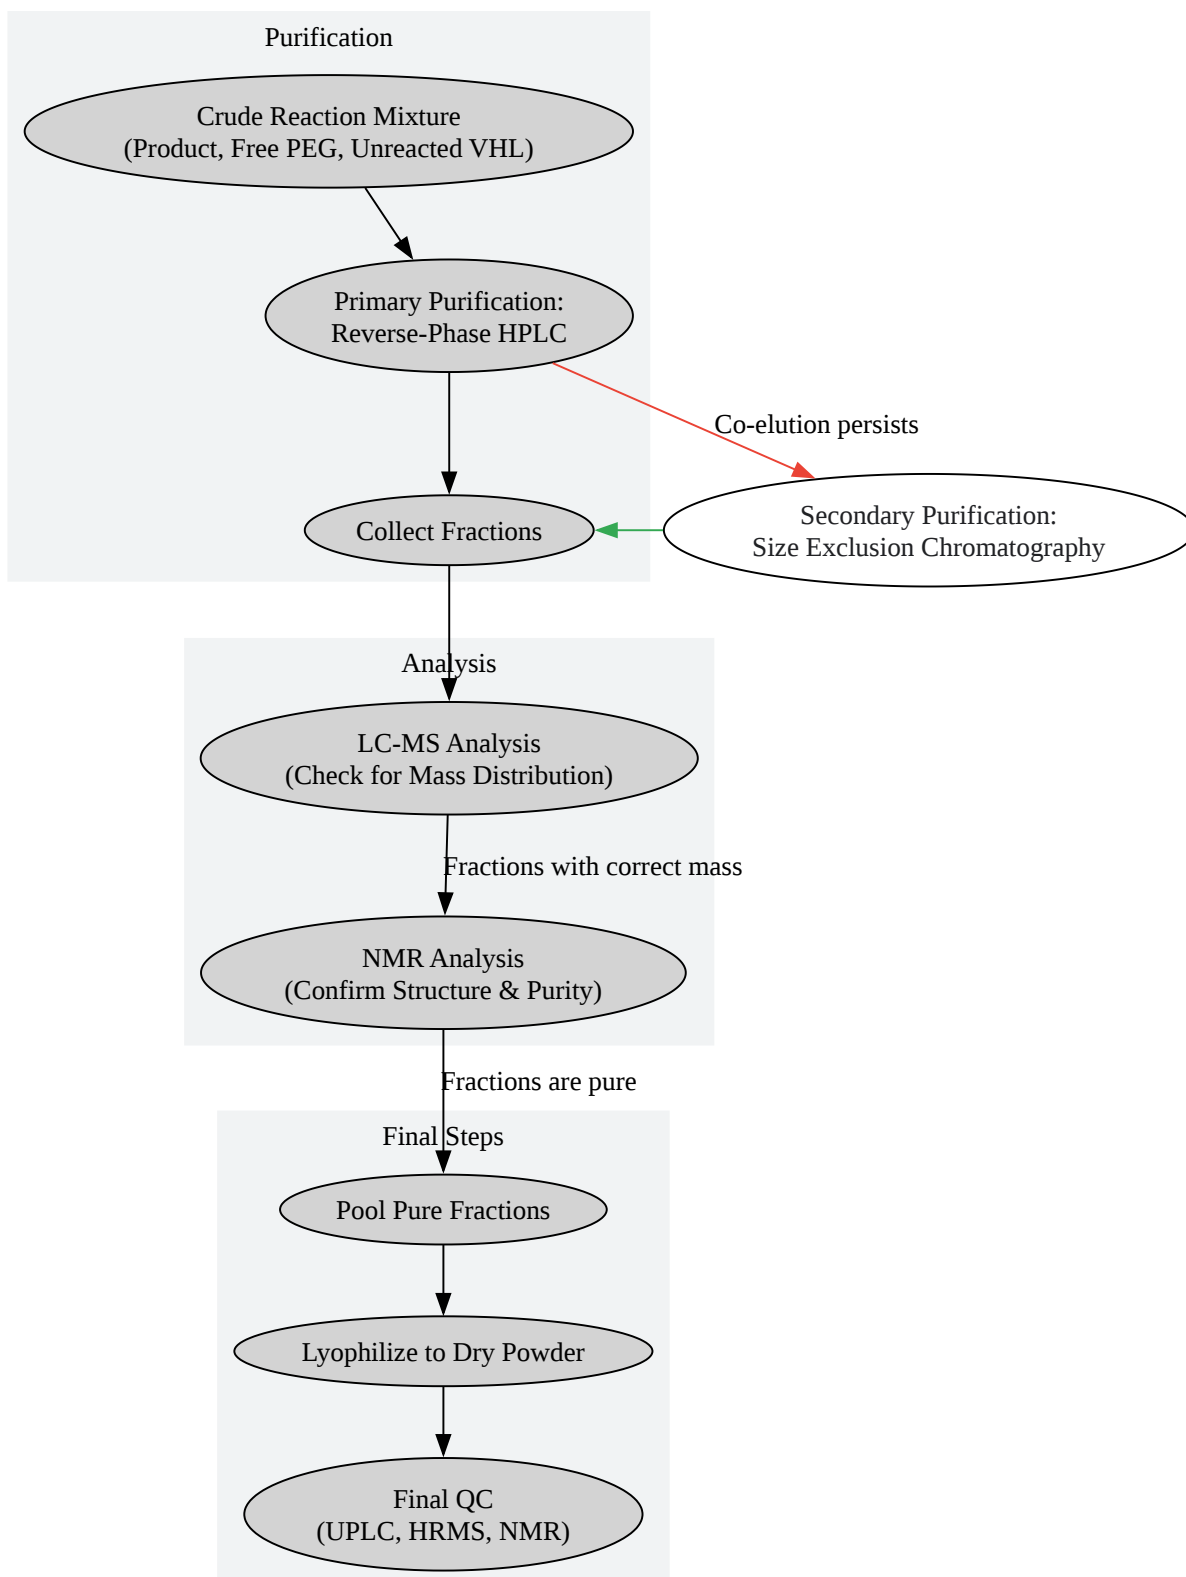 Purification
Crude Reaction Mixture
(Product, Free PEG, Unreacted VHL)
Primary Purification:
Reverse-Phase HPLC
Co-elution persists
Secondary Purification:
Size Exclusion Chromatography
Collect Fractions
Analysis
LC-MS Analysis
(Check for Mass Distribution)
Fractions with correct mass
NMR Analysis
(Confirm Structure & Purity)
Fractions are pure
Final Steps
Pool Pure Fractions
Lyophilize to Dry Powder
Final QC
(UPLC, HRMS, NMR)